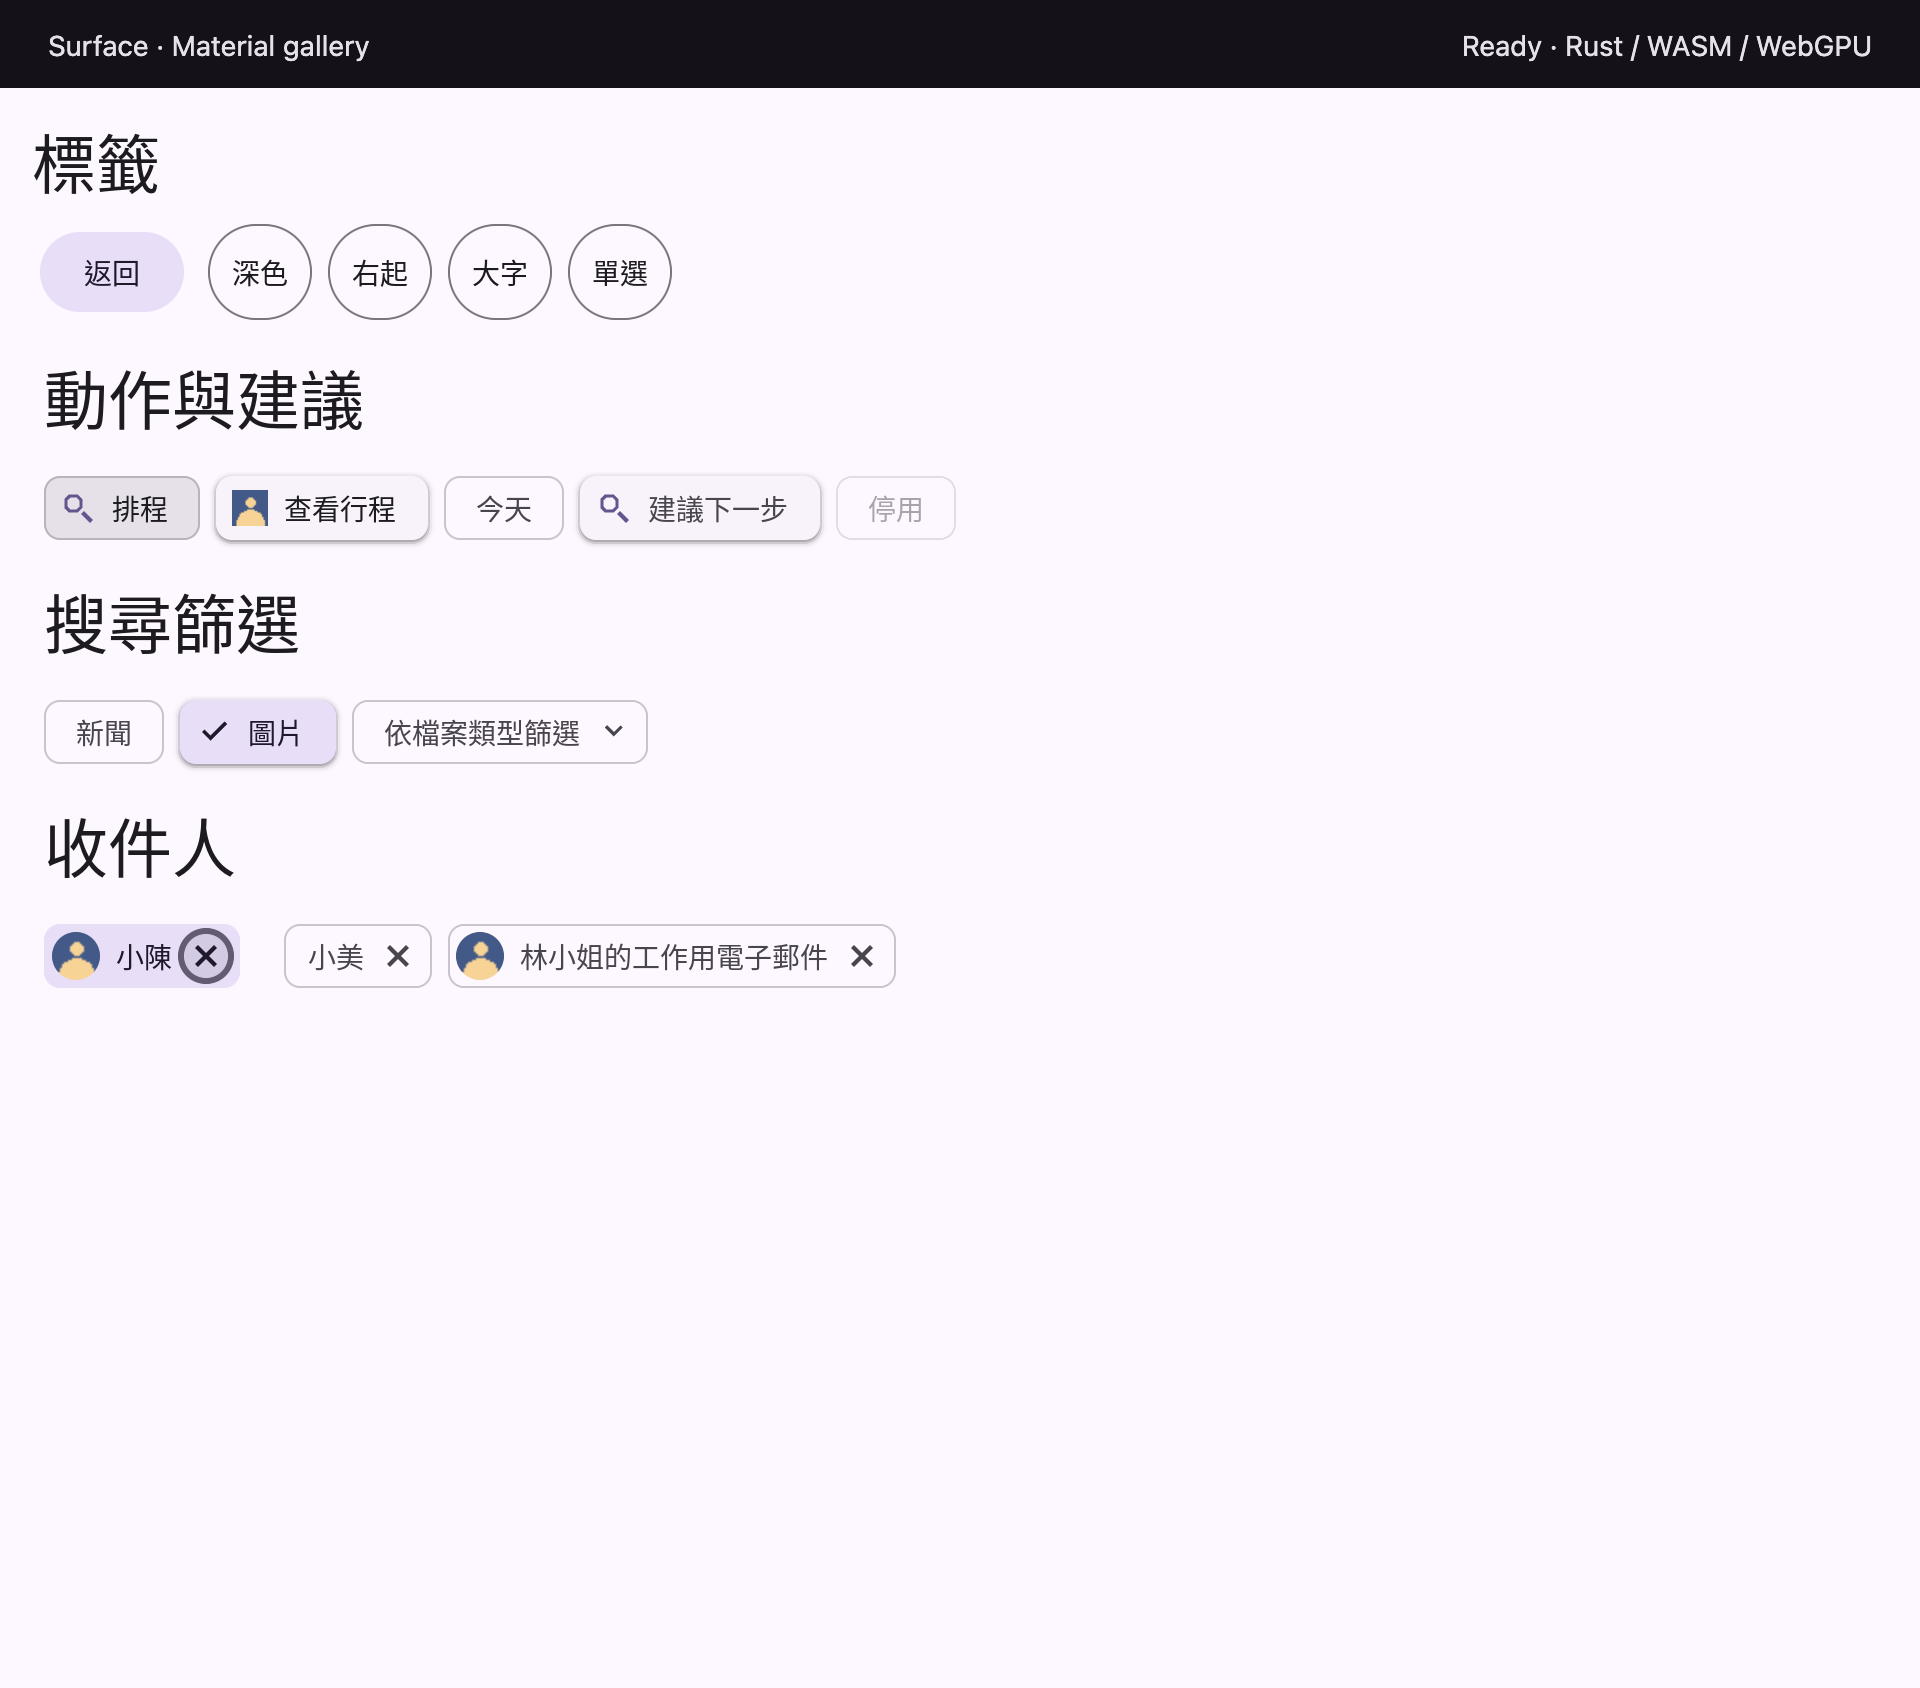 Surface · Material gallery
Ready · Rust / WASM / WebGPU
標籤
返回 深色 右起 大字 單選
動作與建議
排程 查看行程 今天 建議下一步 停用
搜尋篩選
新聞 圖片 依檔案類型篩選
收件人
小陳 小美 林小姐的工作用電子郵件